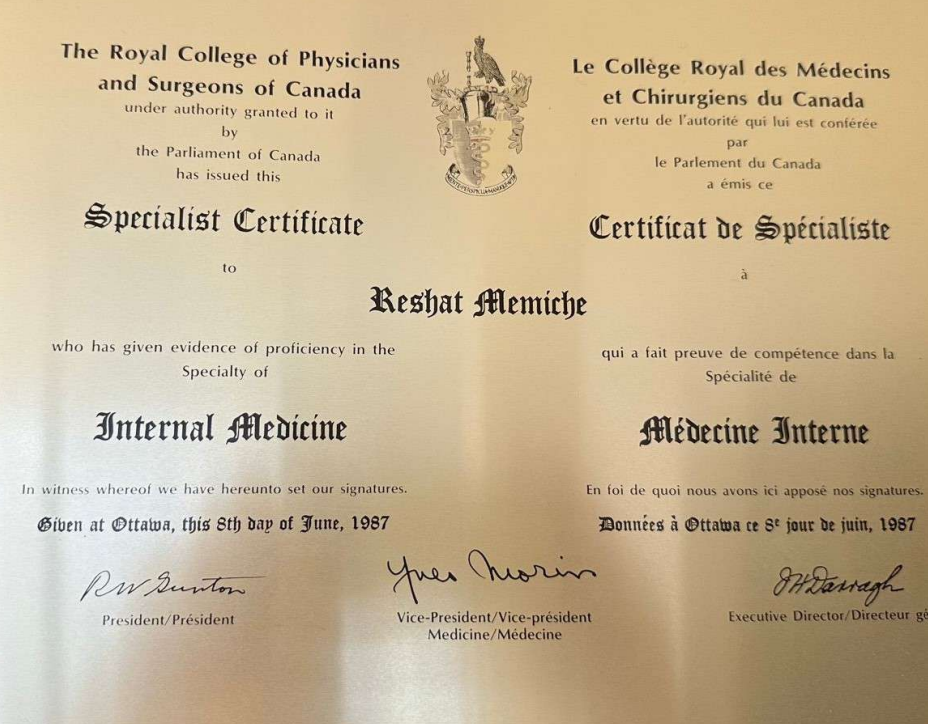 The Royal College of Physicians
and Surgeons of Canada
under authority granted to it
by
the Parliament of Canada
has issued this
Specialist Certificate
to
Le Collège Royal des Médecins
et Chirurgiens du Canada
en vertu de l'autorité qui lui est conférée
par
le Parlement du Canada
a émis ce
Certificat de Spécialiste
à
Reshat Memiche
who has given evidence of proficiency in the
Specialty of
Internal Medicine
In witness whereof we have hereunto set our signatures.
Given at Ottawa, this 8th day of June, 1987
qui a fait preuve de compétence dans la
Spécialité de
Médecine Interne
En foi de quoi nous avons ici apposé nos signatures.
Données à Ottawa ce 8e jour de juin, 1987
RW Gunton
President/Président
Yves Morin
Vice-President/Vice-président
Medicine/Médecine
JHDarragh
Executive Director/Directeur gé